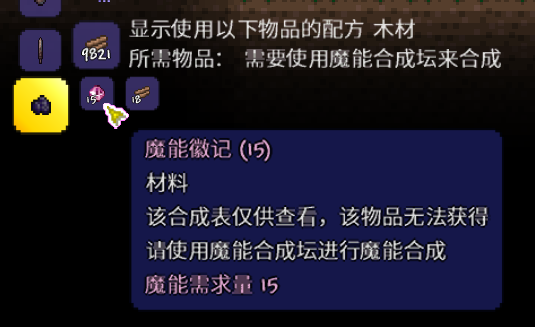 显示使用以下物品的配方 木材
9821
所需物品： 需要使用魔能合成坛来合成
15
18
魔能徽记 (15)
材料
该合成表仅供查看，该物品无法获得
请使用魔能合成坛进行魔能合成
魔能需求量 15